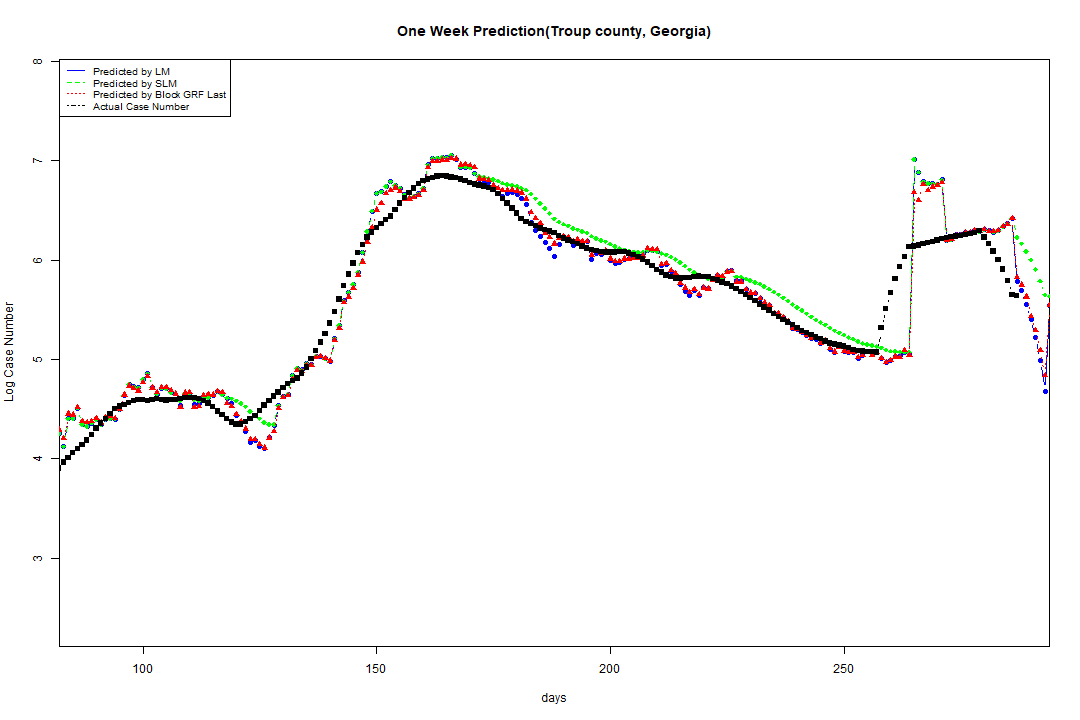 One Week Prediction(Troup county, Georgia)
Predicted by LM
Predicted by SLM
Predicted by Block GRF Last
Actual Case Number
8
7
6
5
4
3
Log Case Number
100 150 200 250
days